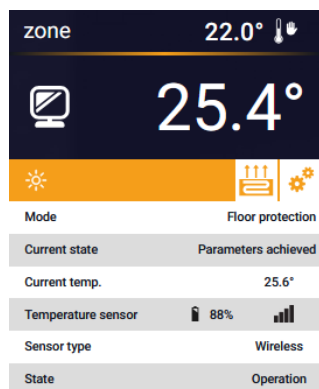 zone 22.0°
25.4°
Mode Floor protection
Current state Parameters achieved
Current temp. 25.6°
Temperature sensor 88%
Sensor type Wireless
State Operation